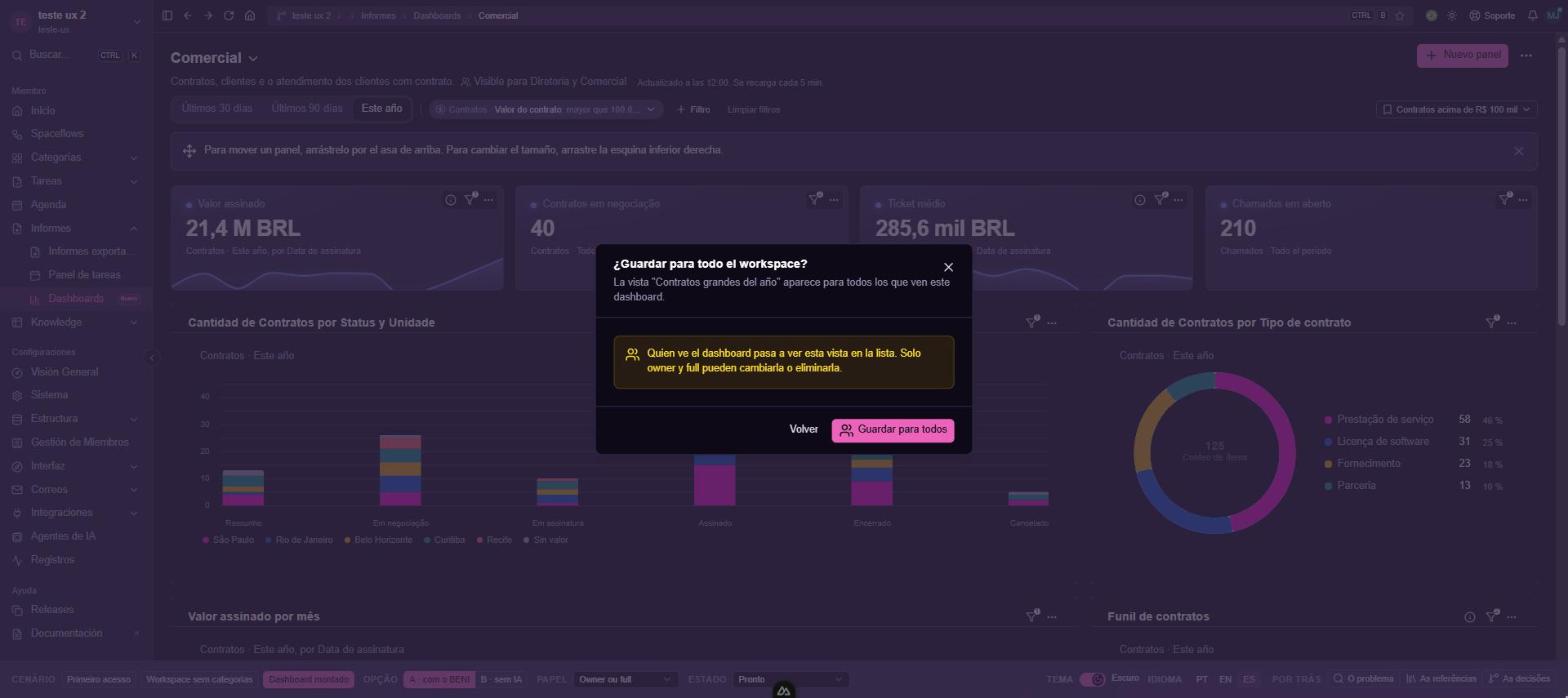 TE
teste ux 2
teste-ux
teste ux 2
Informes
Dashboards
Comercial
CTRL B
Soporte
MJ
Buscar...
CTRL K
Miembro
Inicio
Spaceflows
Categorías
Tareas
Agenda
Informes
Informes exporta...
Panel de tareas
Dashboards
Nuevo
Knowledge
Configuraciones
Visión General
Sistema
Estructura
Gestión de Miembros
Interfaz
Correos
Integraciones
Agentes de IA
Registros
Ayuda
Releases
Documentación
Comercial
Nuevo panel
Contratos, clientes e o atendimento dos clientes com contrato.
Visible para Diretoria y Comercial
Actualizado a las 12:00. Se recarga cada 5 min.
Últimos 30 días
Últimos 90 días
Este año
Contratos · Valor do contrato mayor que 100.0...
Filtro
Limpiar filtros
Contratos acima de R$ 100 mil
Para mover un panel, arrástrelo por el asa de arriba. Para cambiar el tamaño, arrastre la esquina inferior derecha.
Valor assinado
21,4 M BRL
Contratos · Este año, por Data de assinatura
Contratos em negociação
40
Contratos · Todo
Ticket médio
285,6 mil BRL
Data de assinatura
Chamados em aberto
210
Chamados · Todo el período
¿Guardar para todo el workspace?
La vista "Contratos grandes del año" aparece para todos los que ven este
dashboard.
Quien ve el dashboard pasa a ver esta vista en la lista. Solo
owner y full pueden cambiarla o eliminarla.
Volver
Guardar para todos
Cantidad de Contratos por Status y Unidade
Contratos · Este año
40
30
20
10
0
Rascunho
Em negociação
Em assinatura
Assinado
Encerrado
Cancelado
São Paulo
Rio de Janeiro
Belo Horizonte
Curitiba
Recife
Sin valor
Cantidad de Contratos por Tipo de contrato
Contratos · Este año
125
Conteo de ítems
Prestação de serviço 58 46 %
Licença de software 31 25 %
Fornecimento 23 18 %
Parceria 13 10 %
Valor assinado por mês
Contratos · Este año, por Data de assinatura
Funil de contratos
Contratos · Este año
CENÁRIO
Primeiro acesso
Workspace sem categorias
Dashboard montado
OPÇÃO
A · com o BENI
B · sem IA
PAPEL
Owner ou full
ESTADO
Pronto
TEMA
Escuro
IDIOMA
PT
EN
ES
POR TRÁS
O problema
As referências
As decisões